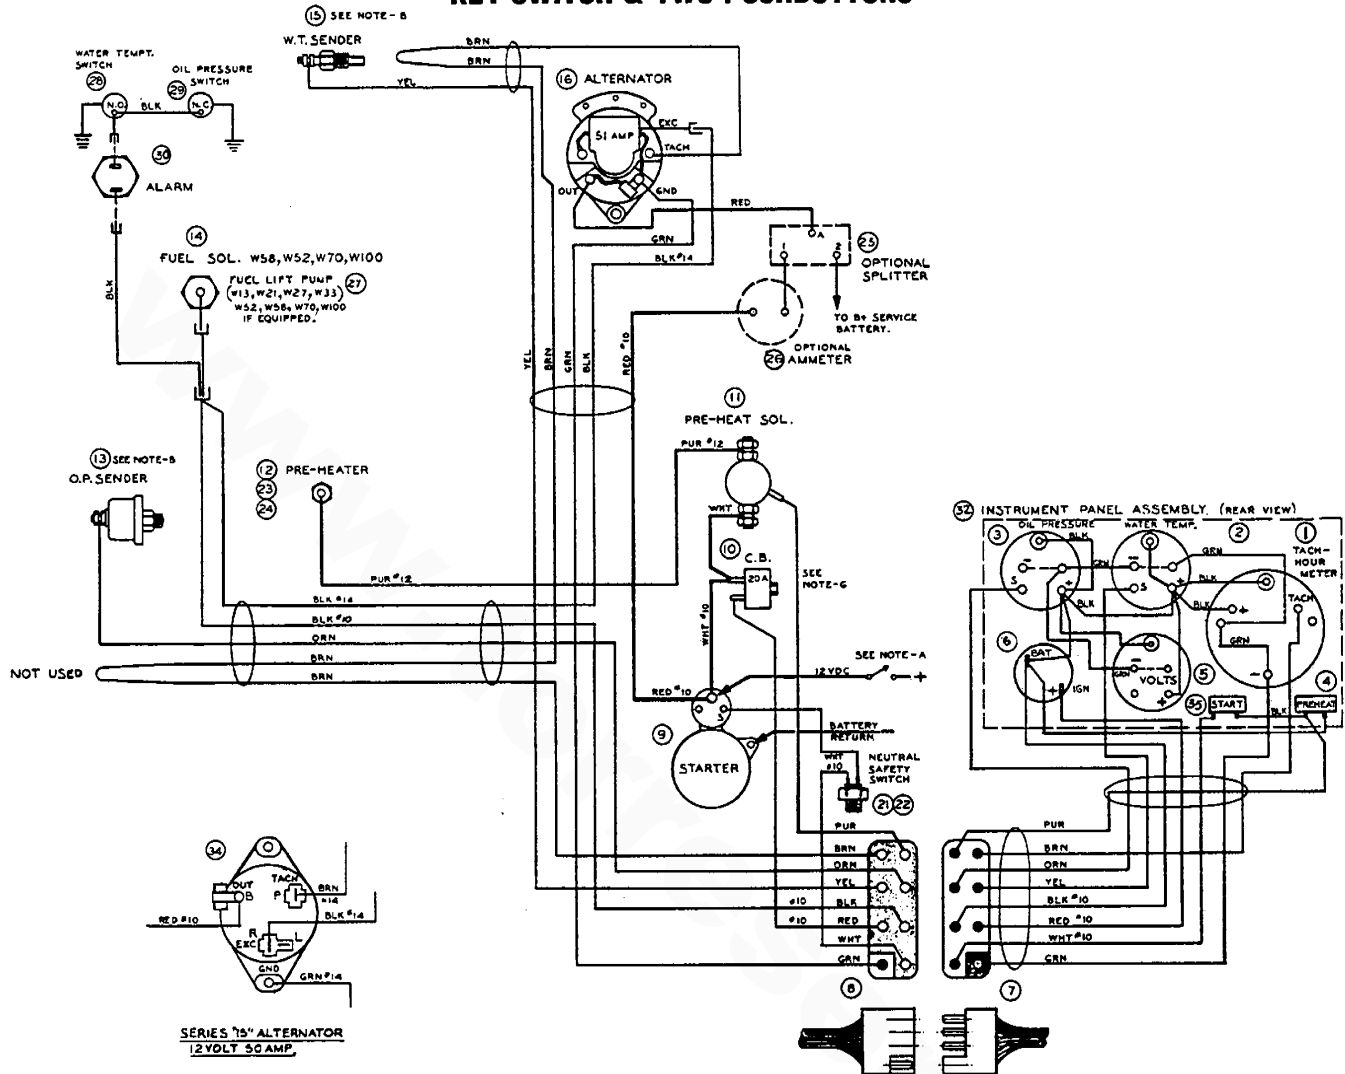 KEY SWITCH & TWO PUSHBUTTONS
15 SEE NOTE-B
W.T. SENDER
BRN
BRN
YEL
WATER TEMPT.
SWITCH
28
OIL PRESSURE
SWITCH
29
N.O.
BLK
N.C.
30
ALARM
16 ALTERNATOR
51 AMP
EXC
TACH
OUT
GND
RED
GRN
BLK#14
A
1
2
25
OPTIONAL
SPLITTER
TO B+ SERVICE
BATTERY.
OPTIONAL
26 AMMETER
14
FUEL SOL. W58, W52, W70, W100
FUEL LIFT PUMP 27
(W13, W21, W27, W33)
W52, W58, W70, W100
IF EQUIPPED.
BLK
YEL
BRN
GRN
BLK
RED #10
11
PRE-HEAT SOL.
PUR #12
13 SEE NOTE-B
O.P. SENDER
12 PRE-HEATER
23
24
WHT
10
C.B.
20A
SEE
NOTE-G
PUR#12
BLK #14
BLK #10
ORN
BRN
BRN
NOT USED
WHT #10
RED #10
12VDC
SEE NOTE-A
+
S
BATTERY
RETURN
9
STARTER
WHT
#10
NEUTRAL
SAFETY
SWITCH
21 22
32 INSTRUMENT PANEL ASSEMBLY. (REAR VIEW)
3
OIL PRESSURE
WATER TEMP.
2
1
TACH-
HOUR
METER
BLK
GRN
GRN
BLK
BLK
TACH
-
S
+
-
S
+
+
GRN
-
6
BAT
+
IGN
GRN
-
VOLTS
+
5
35
START
BLK
4
PREHEAT
PUR
BRN
ORN
YEL
#10 BLK
#10 RED
WHT
GRN
PUR
BRN
ORN
YEL
BLK #10
RED #10
WHT #10
GRN
8
7
34
OUT
B
TACH
P
BRN
#14
RED #10
R
EXC
L
BLK #14
GND
GRN #14
SERIES "15" ALTERNATOR
12 VOLT 50 AMP.